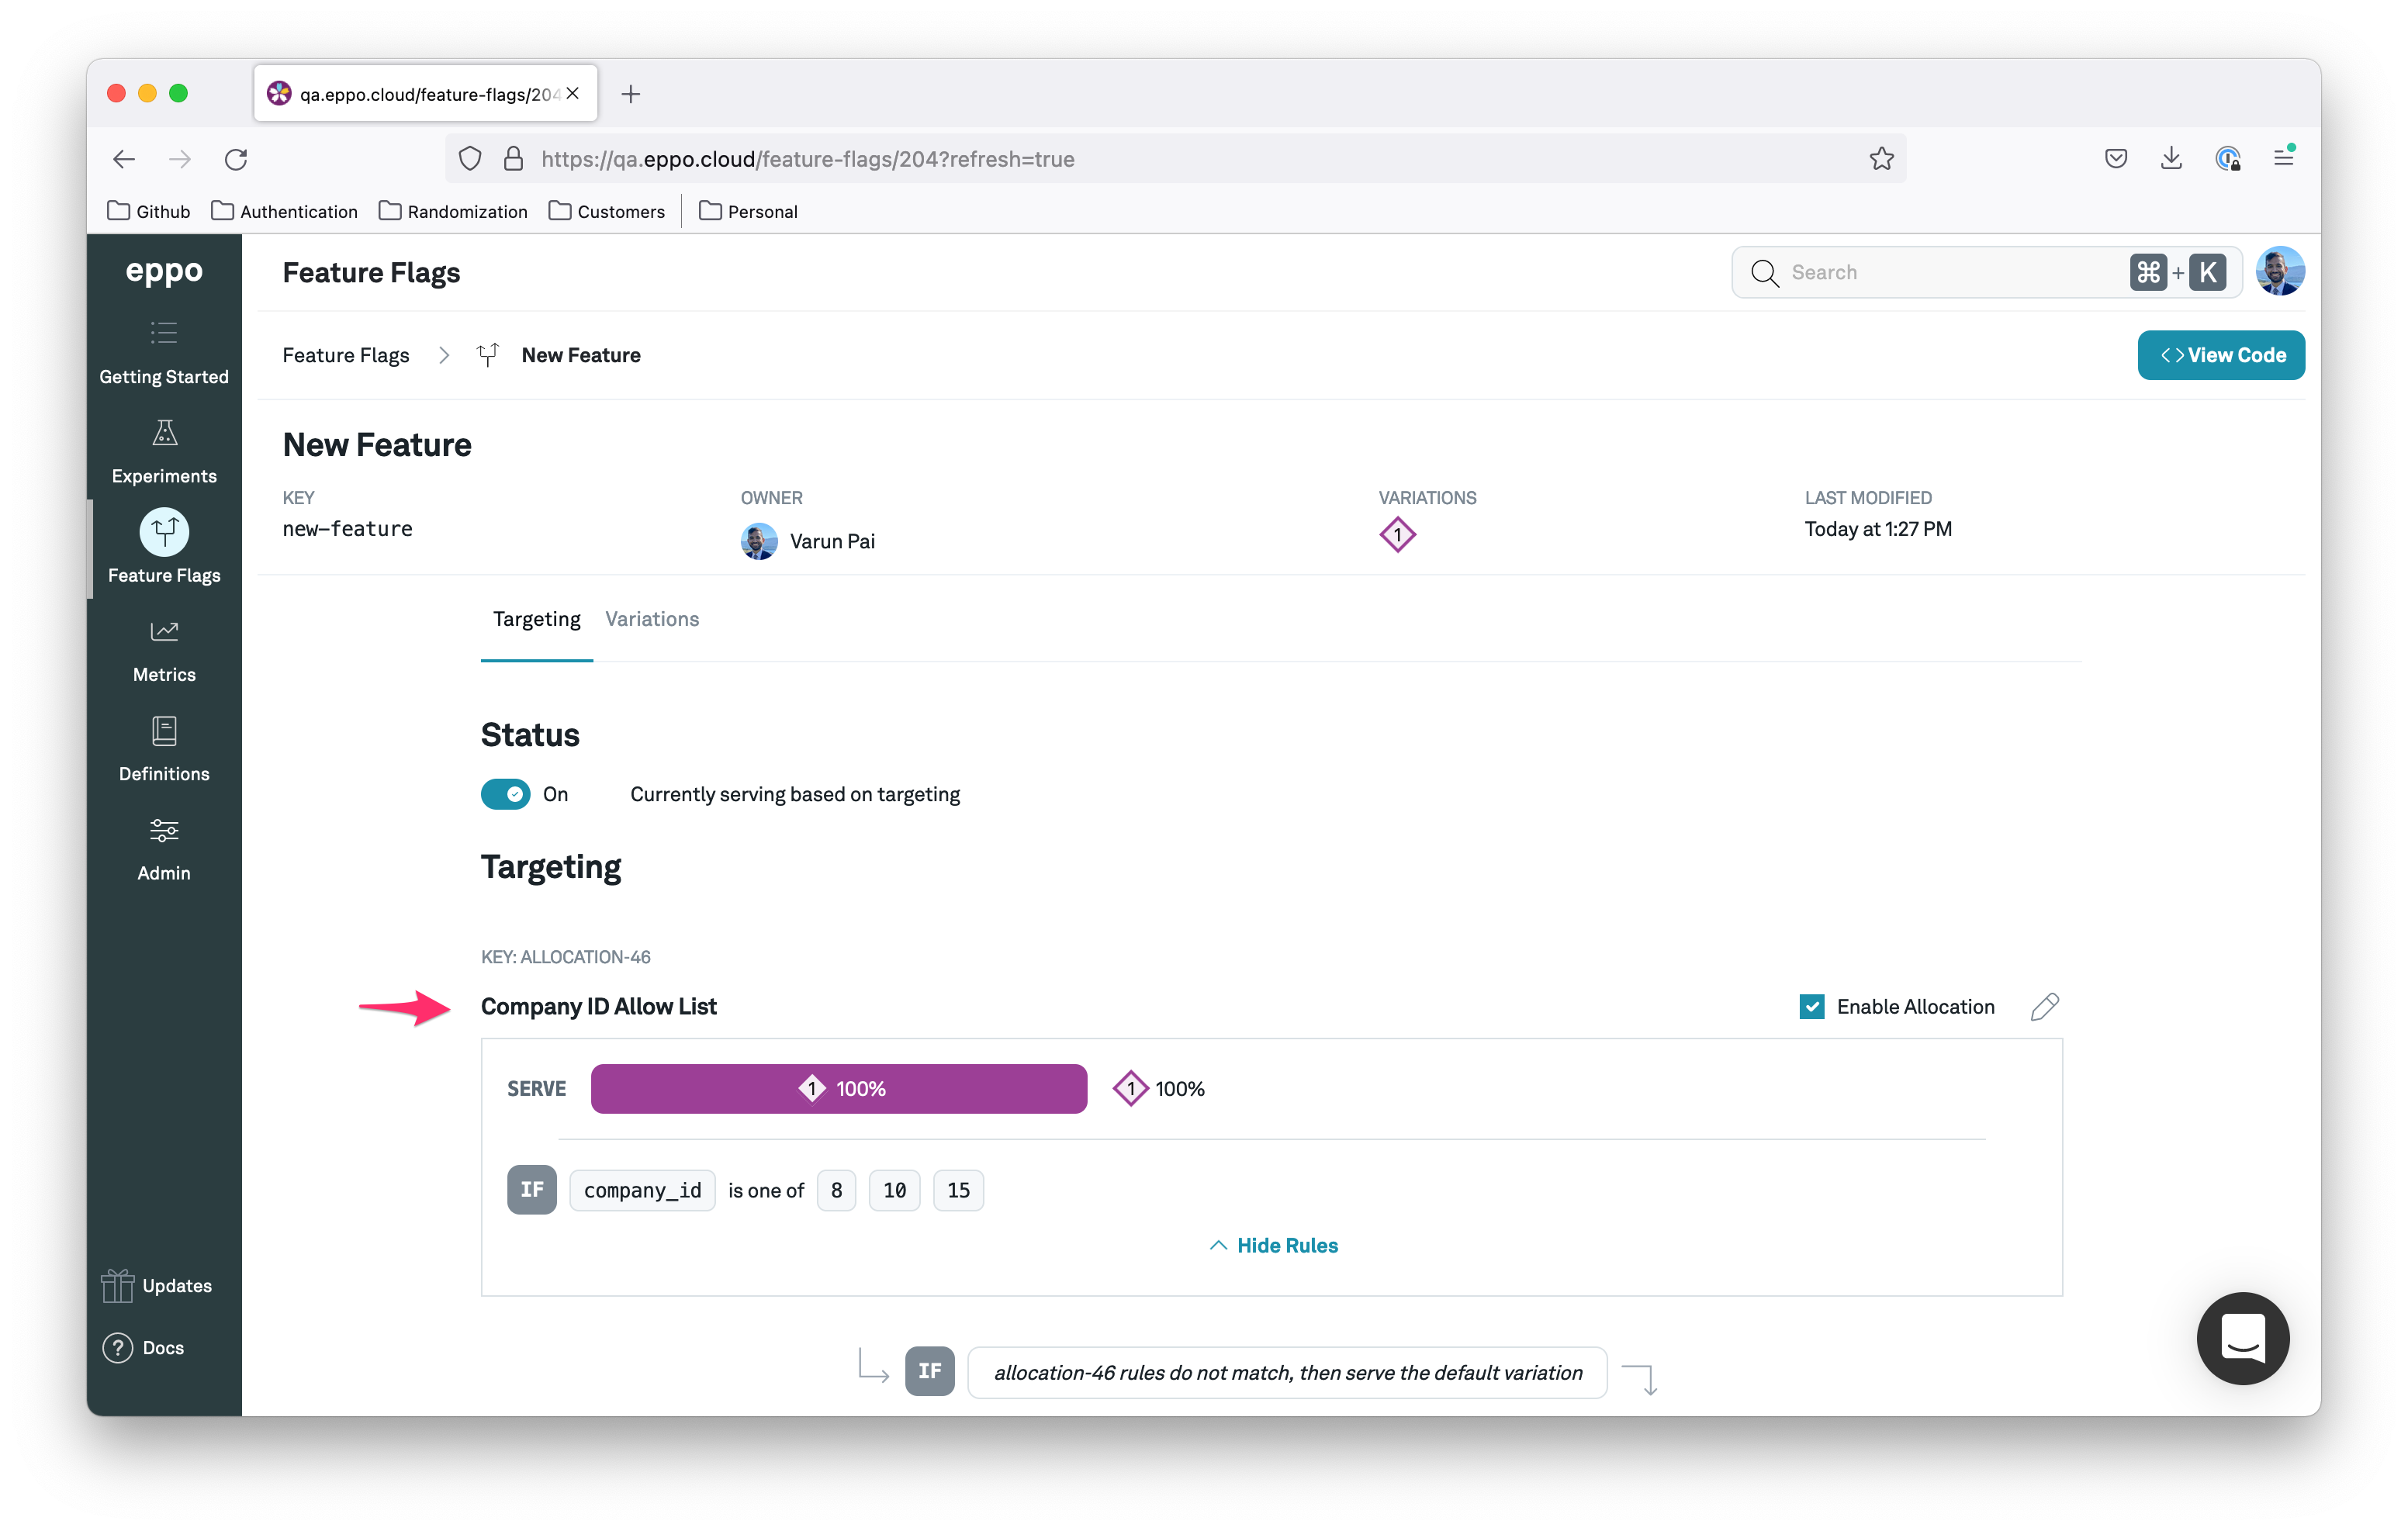 qa.eppo.cloud/feature-flags/204
https://qa.eppo.cloud/feature-flags/204?refresh=true
Github Authentication Randomization Customers Personal
eppo
Getting Started
Experiments
Feature Flags
Metrics
Definitions
Admin
Updates
? Docs
Feature Flags
Search ⌘ + K
Feature Flags > New Feature
<> View Code
New Feature
KEY OWNER VARIATIONS LAST MODIFIED
new-feature Varun Pai 1 Today at 1:27 PM
Targeting Variations
Status
On Currently serving based on targeting
Targeting
KEY: ALLOCATION-46
Company ID Allow List Enable Allocation
SERVE 1 100% 1 100%
IF company_id is one of 8 10 15
Hide Rules
IF allocation-46 rules do not match, then serve the default variation